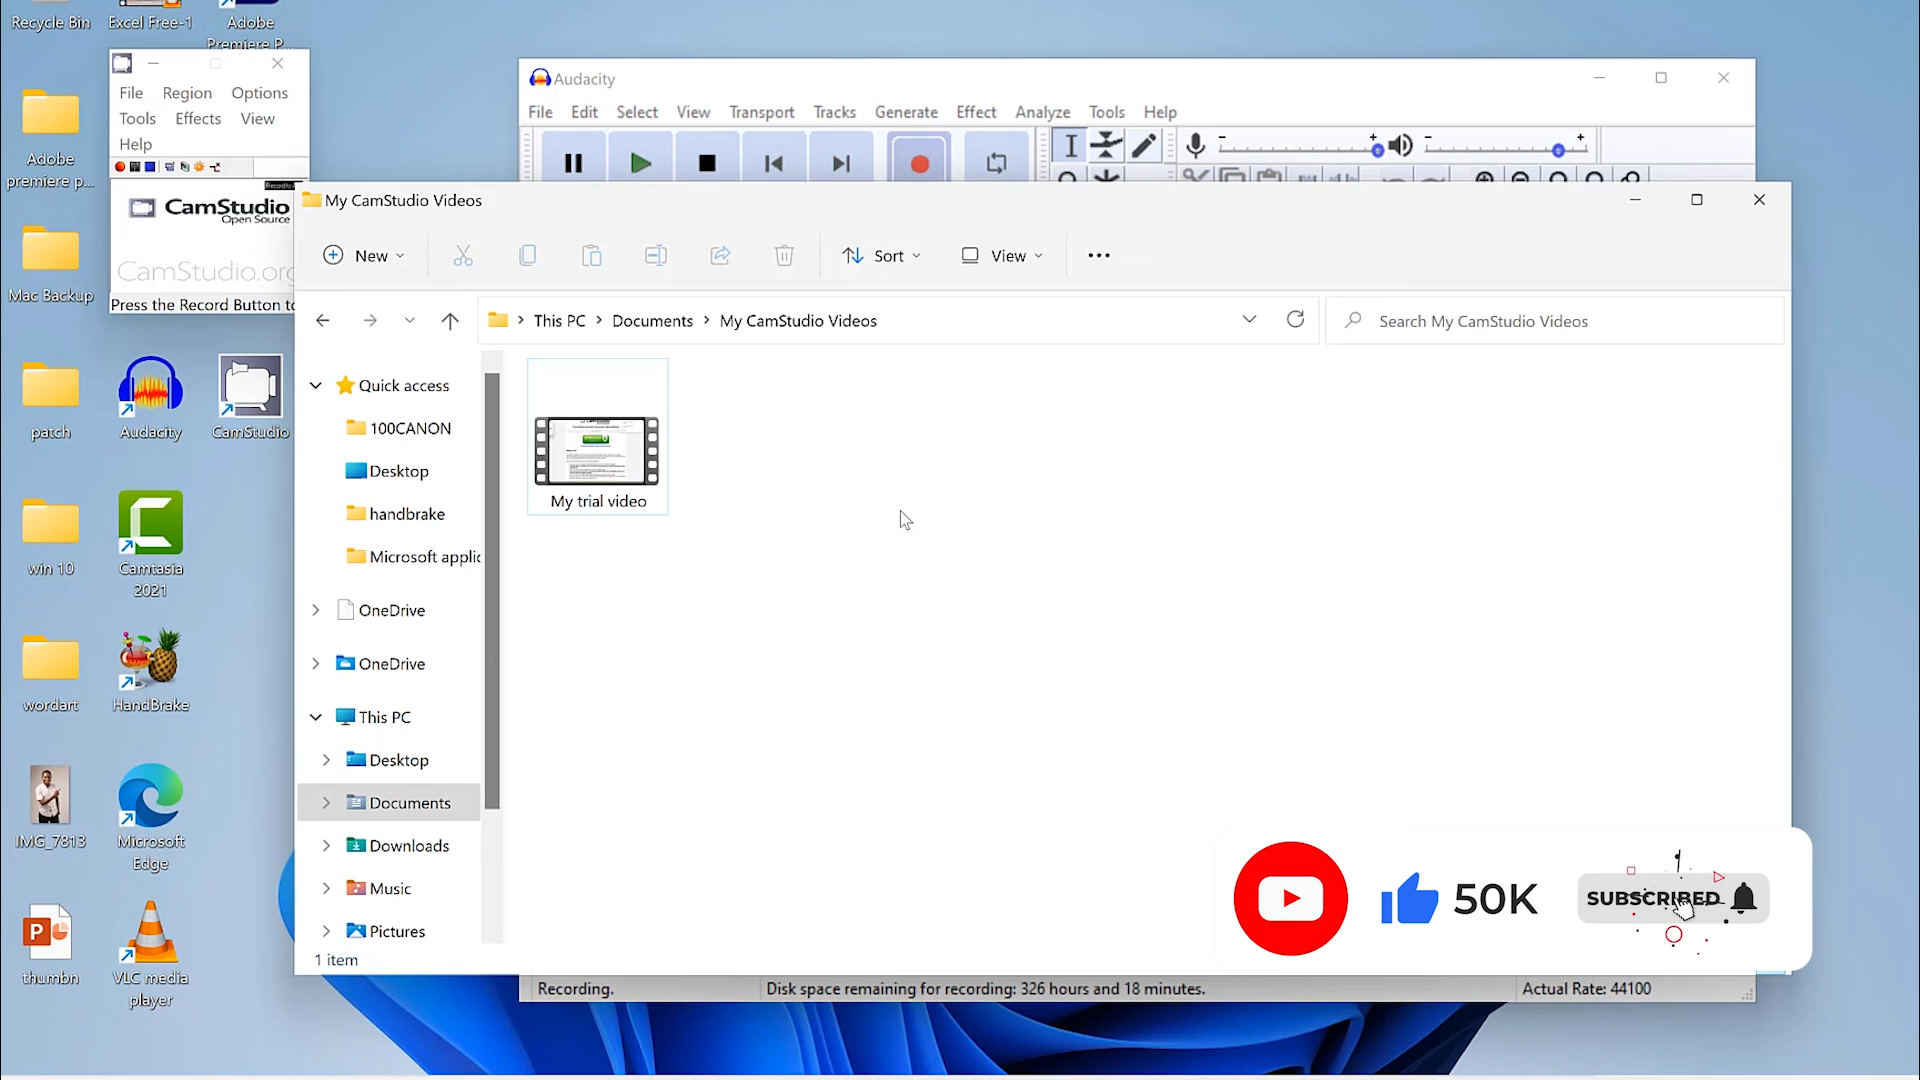 Recycle Bin
Excel Free-1
Adobe
Premiere P...
File Region Options
Tools Effects View
Help
CamStudio
Open Source
CamStudio.org
Press the Record Button to
Audacity
File Edit Select View Transport Tracks Generate Effect Analyze Tools Help
My CamStudio Videos
New Sort View
This PC > Documents > My CamStudio Videos
Search My CamStudio Videos
Quick access
100CANON
Desktop
handbrake
Microsoft applic
OneDrive
OneDrive
This PC
Desktop
Documents
Downloads
Music
Pictures
1 item
My trial video
Adobe
premiere p...
Mac Backup
patch
Audacity
CamStudio
win 10
Camtasia
2021
wordart
HandBrake
IMG_7813
Microsoft
Edge
thumbn
VLC media
player
50K
SUBSCRIBED
Recording.
Disk space remaining for recording: 326 hours and 18 minutes.
Actual Rate: 44100